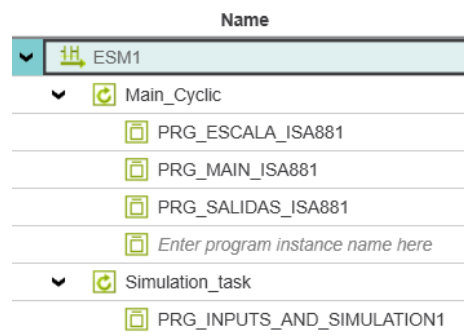 Name
ESM1
Main_Cyclic
PRG_ESCALA_ISA881
PRG_MAIN_ISA881
PRG_SALIDAS_ISA881
Enter program instance name here
Simulation_task
PRG_INPUTS_AND_SIMULATION1